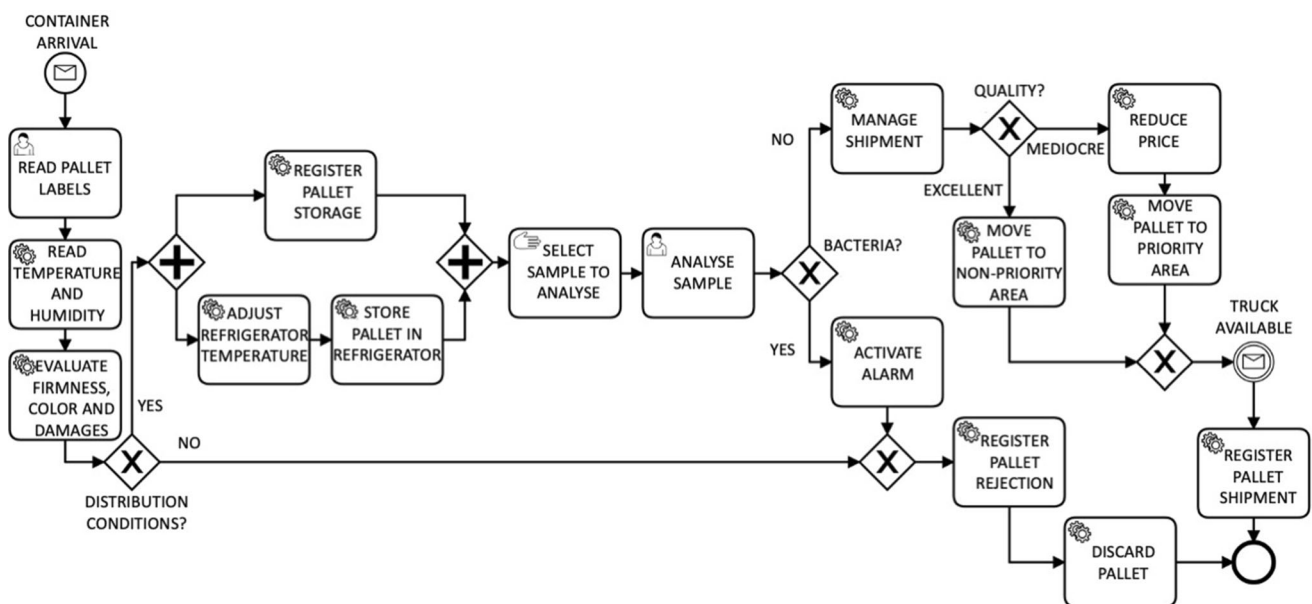 CONTAINER
ARRIVAL
READ PALLET
LABELS
READ
TEMPERATURE
AND
HUMIDITY
EVALUATE
FIRMNESS,
COLOR AND
DAMAGES
DISTRIBUTION
CONDITIONS?
YES
NO
REGISTER
PALLET
STORAGE
ADJUST
REFRIGERATOR
TEMPERATURE
STORE
PALLET IN
REFRIGERATOR
SELECT
SAMPLE TO
ANALYSE
ANALYSE
SAMPLE
BACTERIA?
NO
YES
MANAGE
SHIPMENT
QUALITY?
MEDIOCRE
EXCELLENT
REDUCE
PRICE
MOVE
PALLET TO
NON-PRIORITY
AREA
MOVE
PALLET TO
PRIORITY
AREA
TRUCK
AVAILABLE
ACTIVATE
ALARM
REGISTER
PALLET
REJECTION
REGISTER
PALLET
SHIPMENT
DISCARD
PALLET